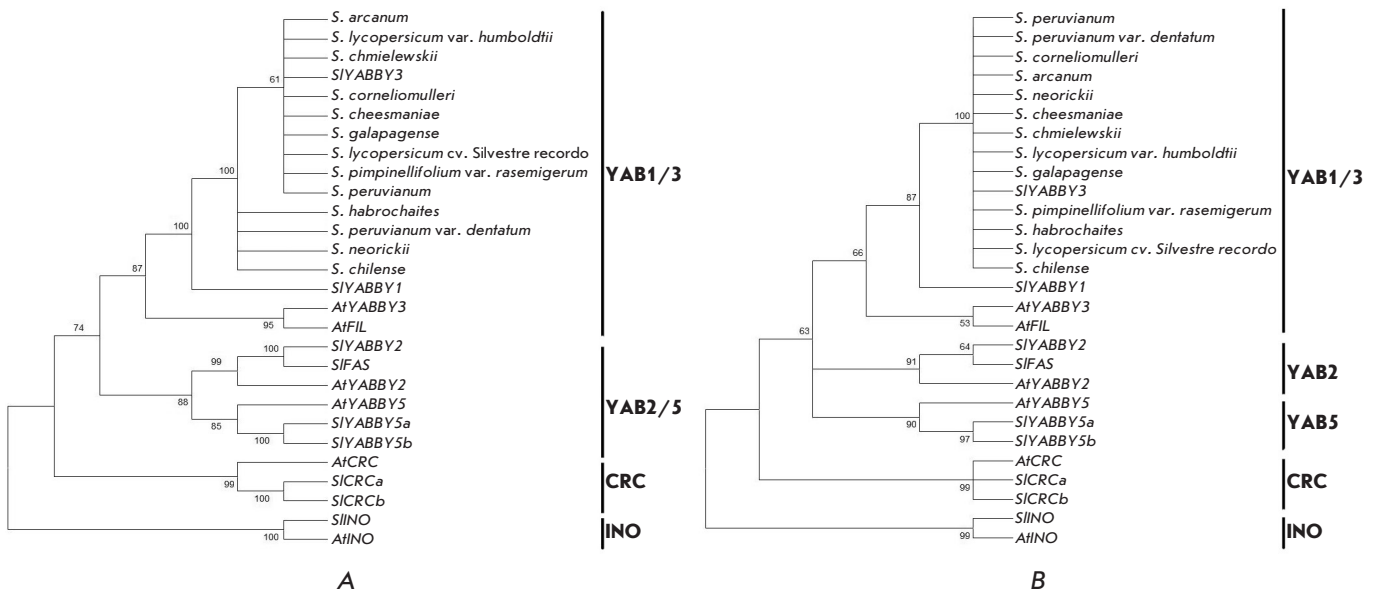 S. arcanum
S. lycopersicum var. humboldtii
S. chmielewskii
SlYABBY3
S. corneliomulleri
S. cheesmaniae
S. galapagense
S. lycopersicum cv. Silvestre recordo
S. pimpinellifolium var. rasemigerum
S. peruvianum
S. habrochaites
S. peruvianum var. dentatum
S. neorickii
S. chilense
SlYABBY1
AtYABBY3
AtFIL
SlYABBY2
SlFAS
AtYABBY2
AtYABBY5
SlYABBY5a
SlYABBY5b
AtCRC
SlCRCa
SlCRCb
SlINO
AtINO
61
100
100
87
95
74
100
99
88
85
100
99
100
100
YAB1/3
YAB2/5
CRC
INO
A
S. peruvianum
S. peruvianum var. dentatum
S. corneliomulleri
S. arcanum
S. neorickii
S. cheesmaniae
S. chmielewskii
S. lycopersicum var. humboldtii
S. galapagense
SlYABBY3
S. pimpinellifolium var. rasemigerum
S. habrochaites
S. lycopersicum cv. Silvestre recordo
S. chilense
SlYABBY1
AtYABBY3
AtFIL
SlYABBY2
SlFAS
AtYABBY2
AtYABBY5
SlYABBY5a
SlYABBY5b
AtCRC
SlCRCa
SlCRCb
SlINO
AtINO
100
87
66
53
63
64
91
90
97
99
99
YAB1/3
YAB2
YAB5
CRC
INO
B